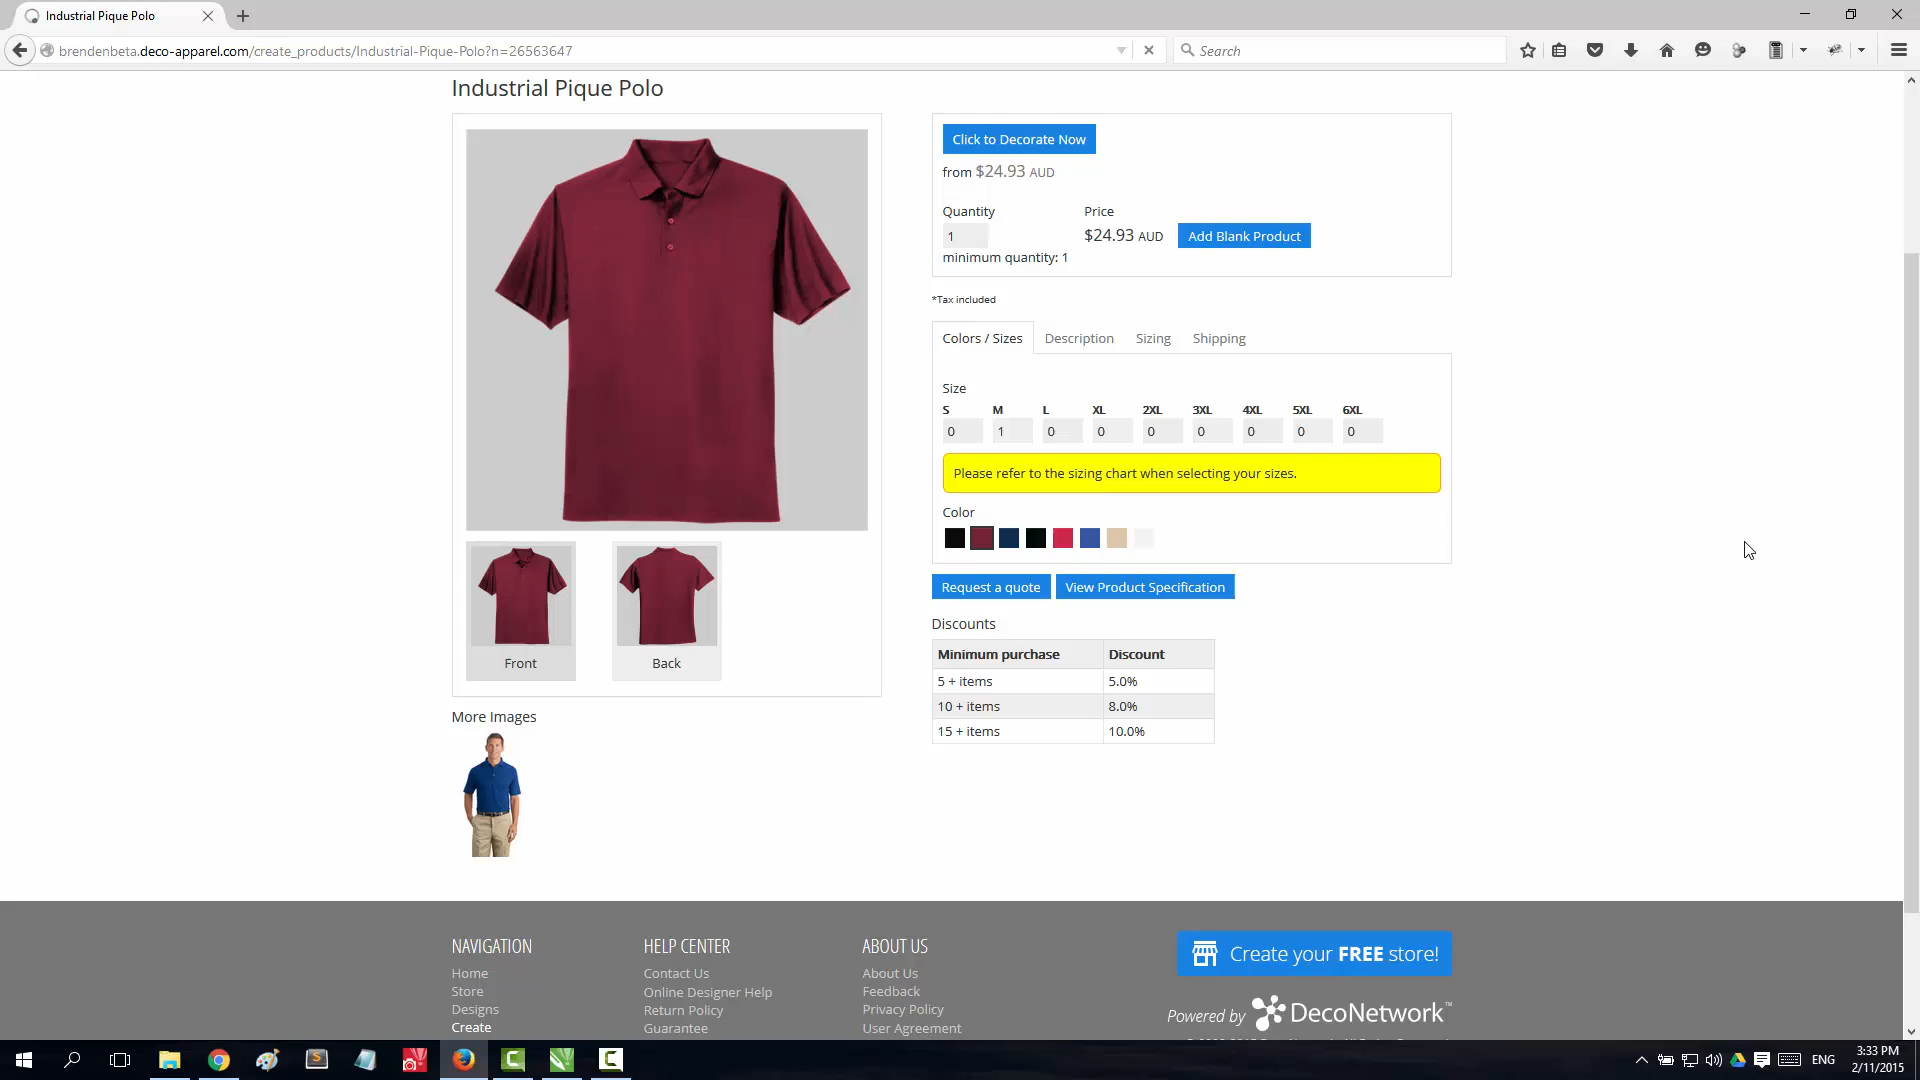 Industrial Pique Polo
brendenbeta.deco-apparel.com/create_products/Industrial-Pique-Polo?n=26563647
Search
Industrial Pique Polo
Click to Decorate Now
from $24.93 AUD
Quantity
Price
1
$24.93 AUD
Add Blank Product
minimum quantity: 1
*Tax included
Colors / Sizes
Description
Sizing
Shipping
Size
S M L XL 2XL 3XL 4XL 5XL 6XL
0 1 0 0 0 0 0 0 0
Please refer to the sizing chart when selecting your sizes.
Color
Request a quote
View Product Specification
Front
Back
Discounts
Minimum purchase Discount
5 + items 5.0%
10 + items 8.0%
15 + items 10.0%
More Images
NAVIGATION
Home
Store
Designs
Create
HELP CENTER
Contact Us
Online Designer Help
Return Policy
Guarantee
ABOUT US
About Us
Feedback
Privacy Policy
User Agreement
Create your FREE store!
Powered by DecoNetwork™
ENG
3:33 PM
2/11/2015